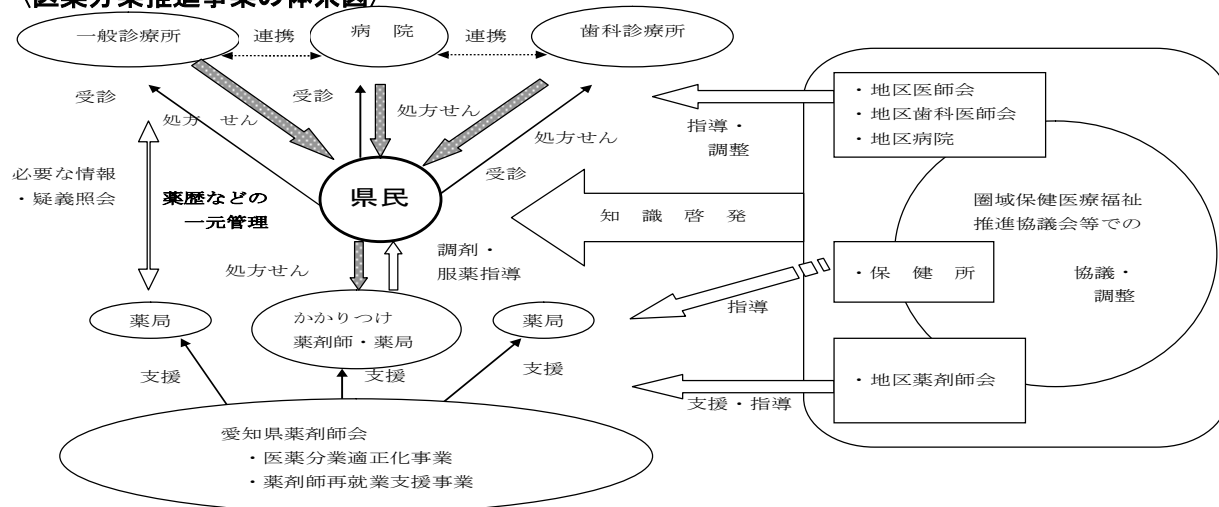 (医薬分業推進事業の体系図)
一般診療所
連携
病 院
連携
歯科診療所
受診
受診
処方せん
処方 せん
処方せん
受診
・地区医師会
・地区歯科医師会
・地区病院
指導・
調整
必要な情報
・疑義照会
薬歴などの
一元管理
県民
知 識 啓 発
圏域保健医療福祉
推進協議会等での
協議・
調整
処方せん
調剤・
服薬指導
・保 健 所
指導
薬局
かかりつけ
薬剤師・薬局
薬局
支援
支援
支援
・地区薬剤師会
支援・指導
愛知県薬剤師会
・医薬分業適正化事業
・薬剤師再就業支援事業